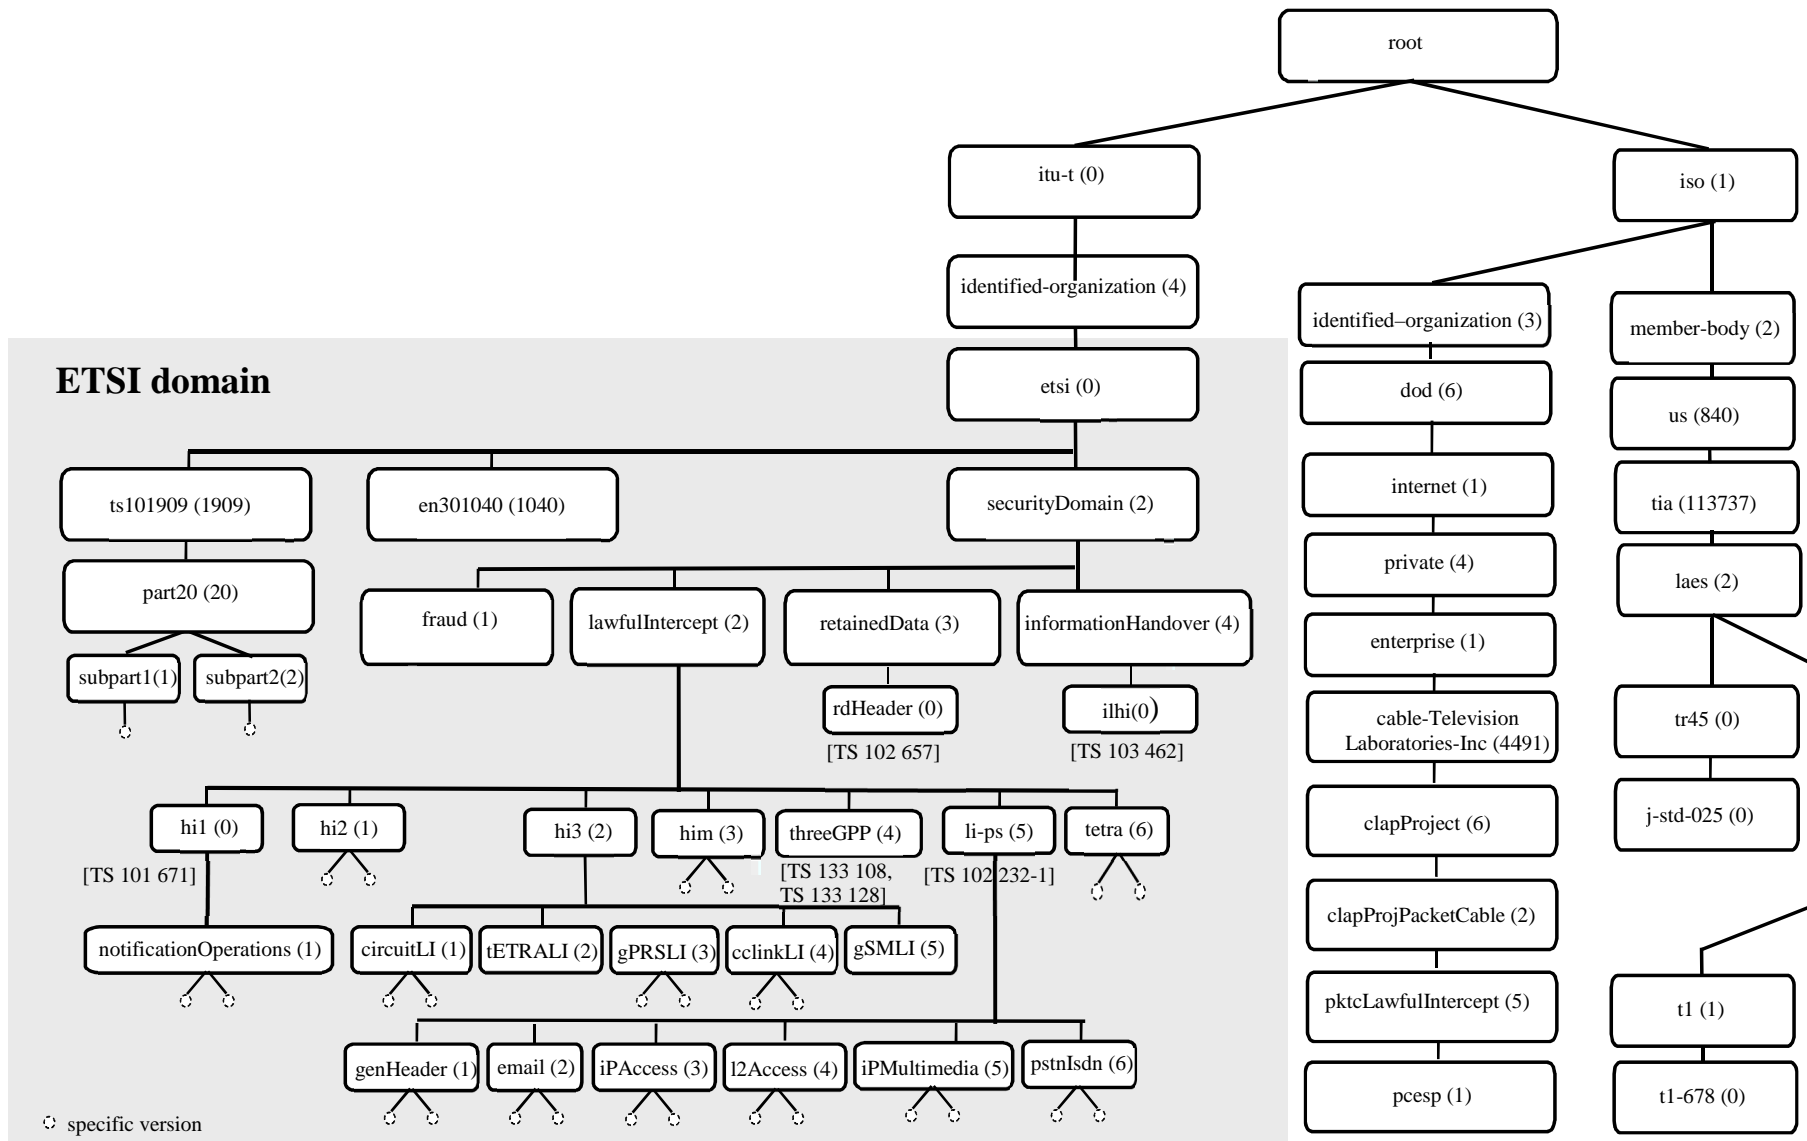 root
itu-t (0)
iso (1)
identified-organization (4)
identified–organization (3)
member-body (2)
ETSI domain
etsi (0)
dod (6)
us (840)
ts101909 (1909)
en301040 (1040)
securityDomain (2)
internet (1)
tia (113737)
part20 (20)
fraud (1)
lawfulIntercept (2)
retainedData (3)
informationHandover (4)
private (4)
laes (2)
enterprise (1)
subpart1(1)
subpart2(2)
rdHeader (0)
ilhi(0)
[TS 102 657]
[TS 103 462]
cable-Television
Laboratories-Inc (4491)
tr45 (0)
hi1 (0)
hi2 (1)
hi3 (2)
him (3)
threeGPP (4)
li-ps (5)
tetra (6)
clapProject (6)
j-std-025 (0)
[TS 101 671]
[TS 133 108,
TS 133 128]
[TS 102 232-1]
clapProjPacketCable (2)
notificationOperations (1)
circuitLI (1)
tETRALI (2)
gPRSLI (3)
cclinkLI (4)
gSMLI (5)
pktcLawfulIntercept (5)
t1 (1)
genHeader (1)
email (2)
iPAccess (3)
l2Access (4)
iPMultimedia (5)
pstnIsdn (6)
pcesp (1)
t1-678 (0)
specific version